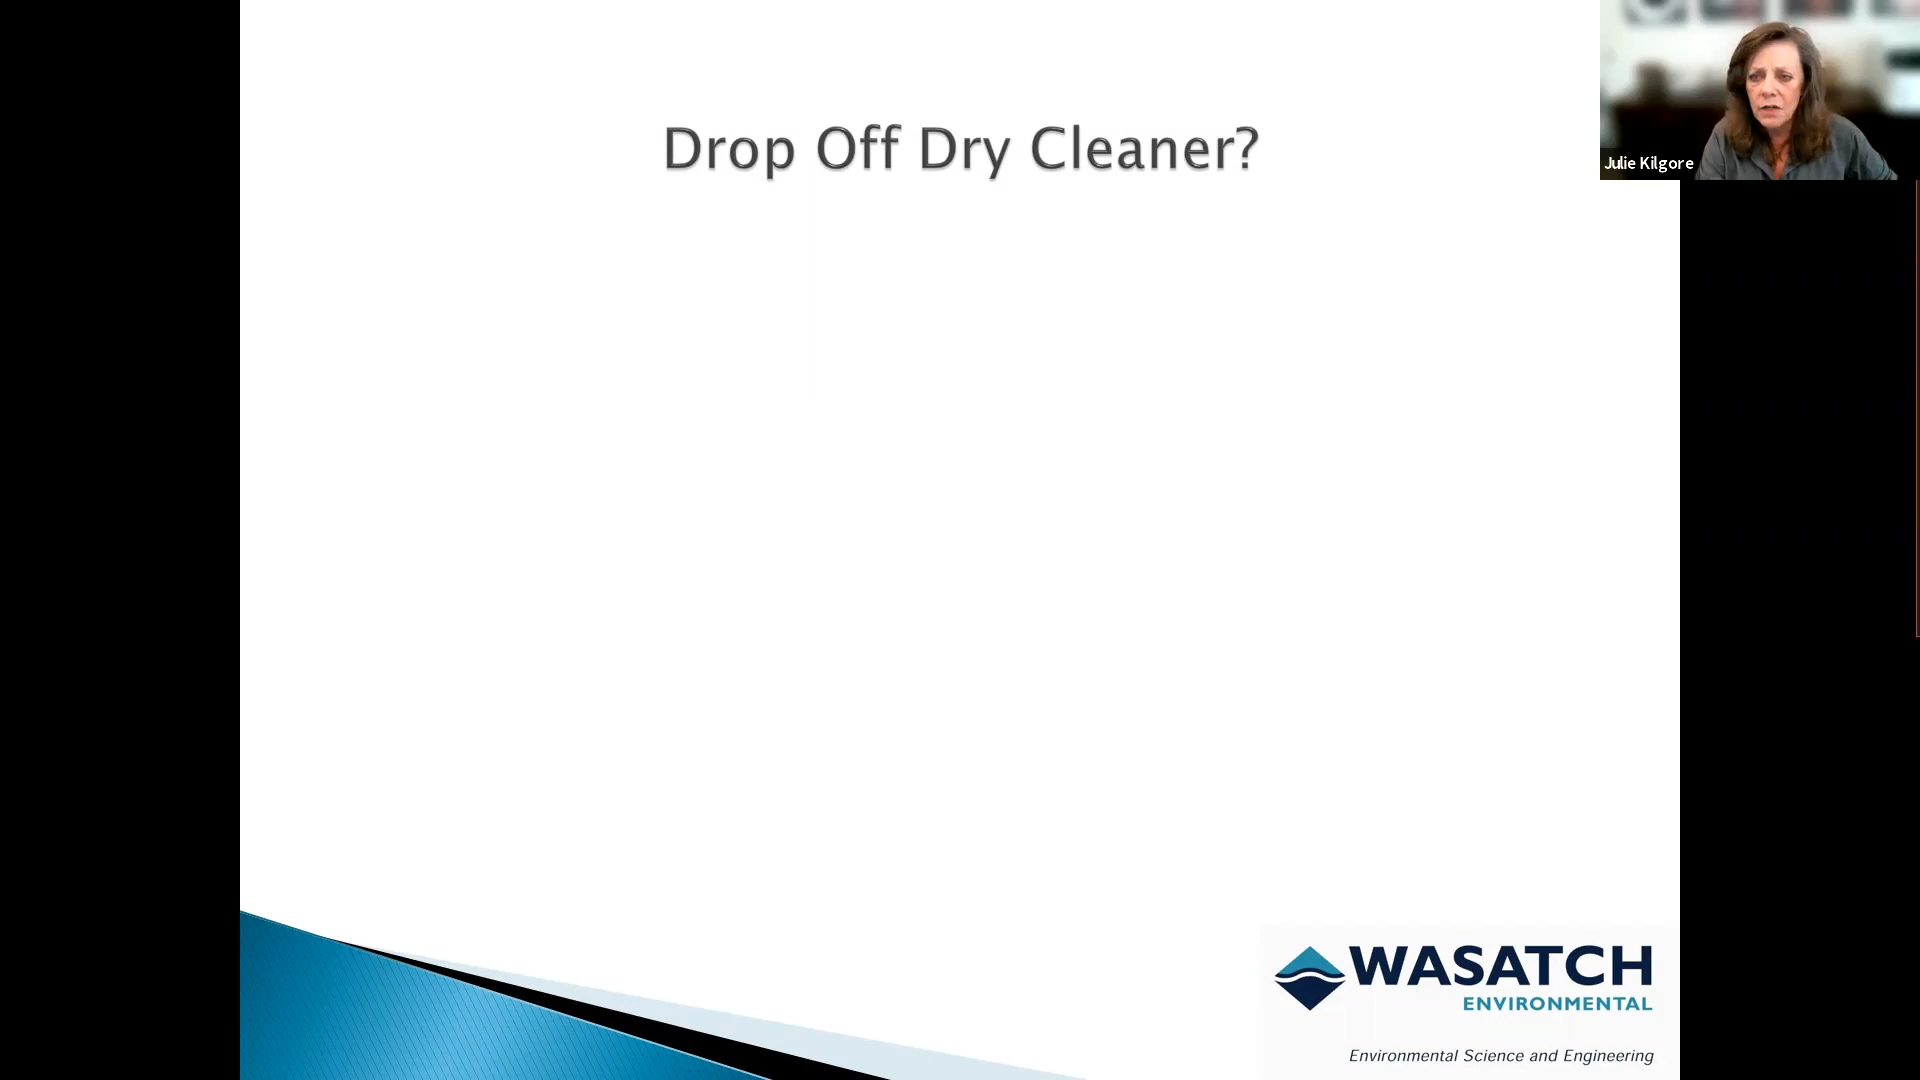 Drop Off Dry Cleaner?
Julie Kilgore
WASATCH
ENVIRONMENTAL
Environmental Science and Engineering